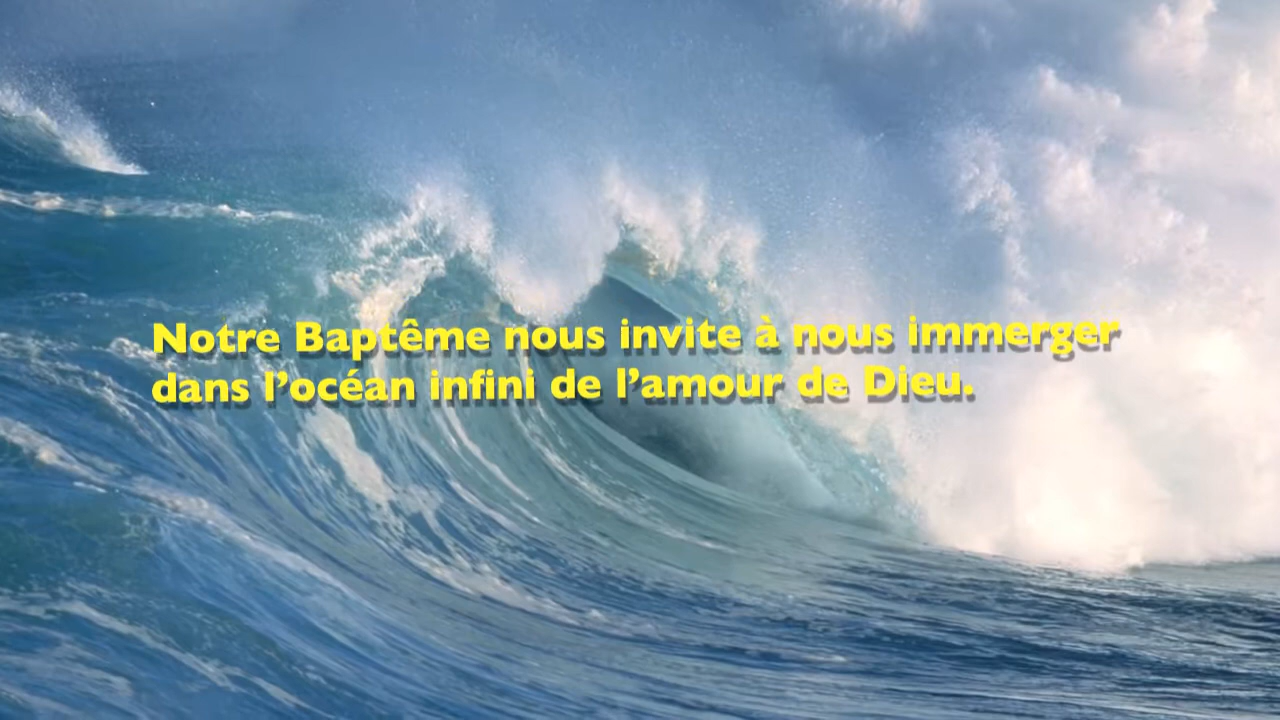 Notre Baptême nous invite à nous immerger
dans l’océan infini de l’amour de Dieu.